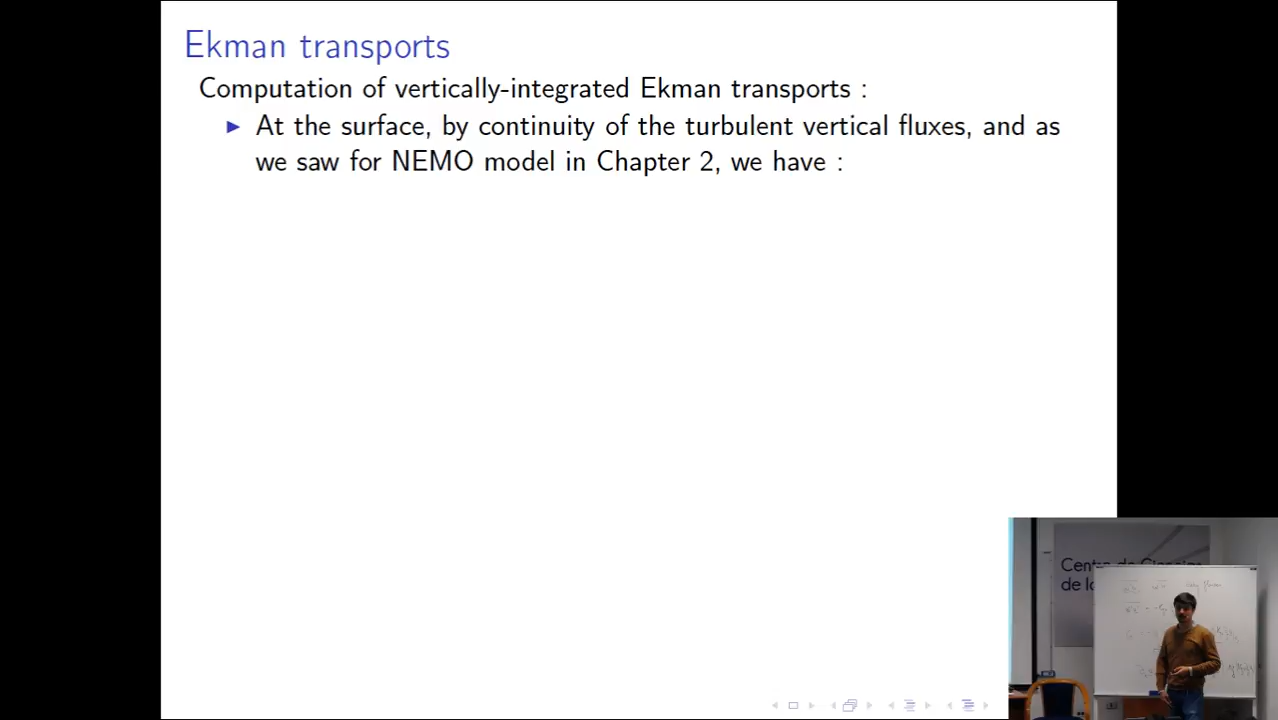 Ekman transports
Computation of vertically-integrated Ekman transports :
▶ At the surface, by continuity of the turbulent vertical fluxes, and as
we saw for NEMO model in Chapter 2, we have :